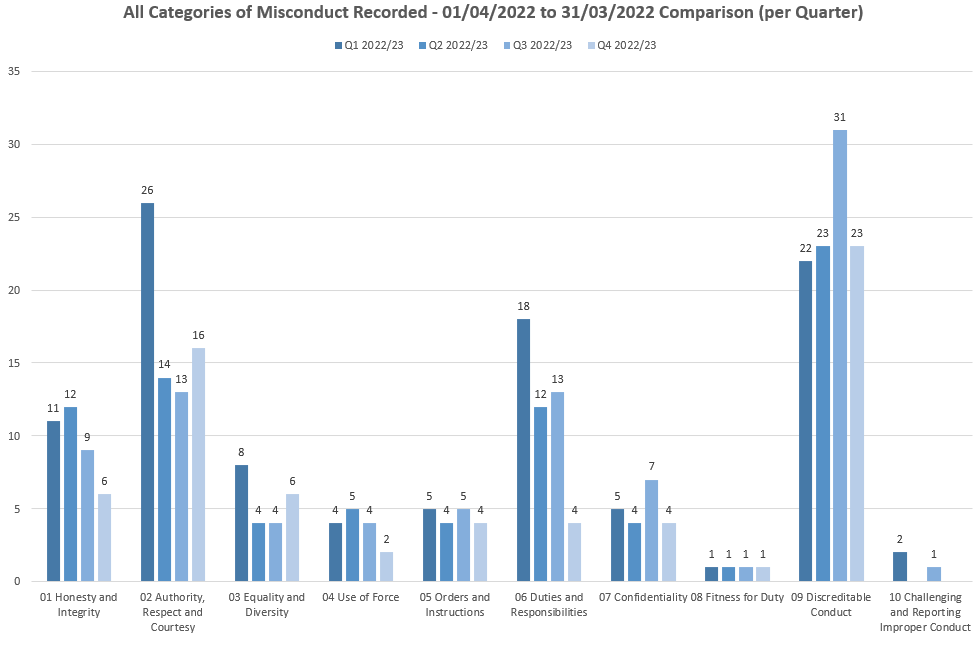 All Categories of Misconduct Recorded - 01/04/2022 to 31/03/2022 Comparison (per Quarter)
Q1 2022/23 Q2 2022/23 Q3 2022/23 Q4 2022/23
35
30
25
20
15
10
5
0
11 12 9 6
26 14 13 16
8 4 4 6
4 5 4 2
5 4 5 4
18 12 13 4
5 4 7 4
1 1 1 1
22 23 31 23
2 1
01 Honesty and
Integrity
02 Authority,
Respect and
Courtesy
03 Equality and
Diversity
04 Use of Force
05 Orders and
Instructions
06 Duties and
Responsibilities
07 Confidentiality
08 Fitness for Duty
09 Discreditable
Conduct
10 Challenging
and Reporting
Improper Conduct